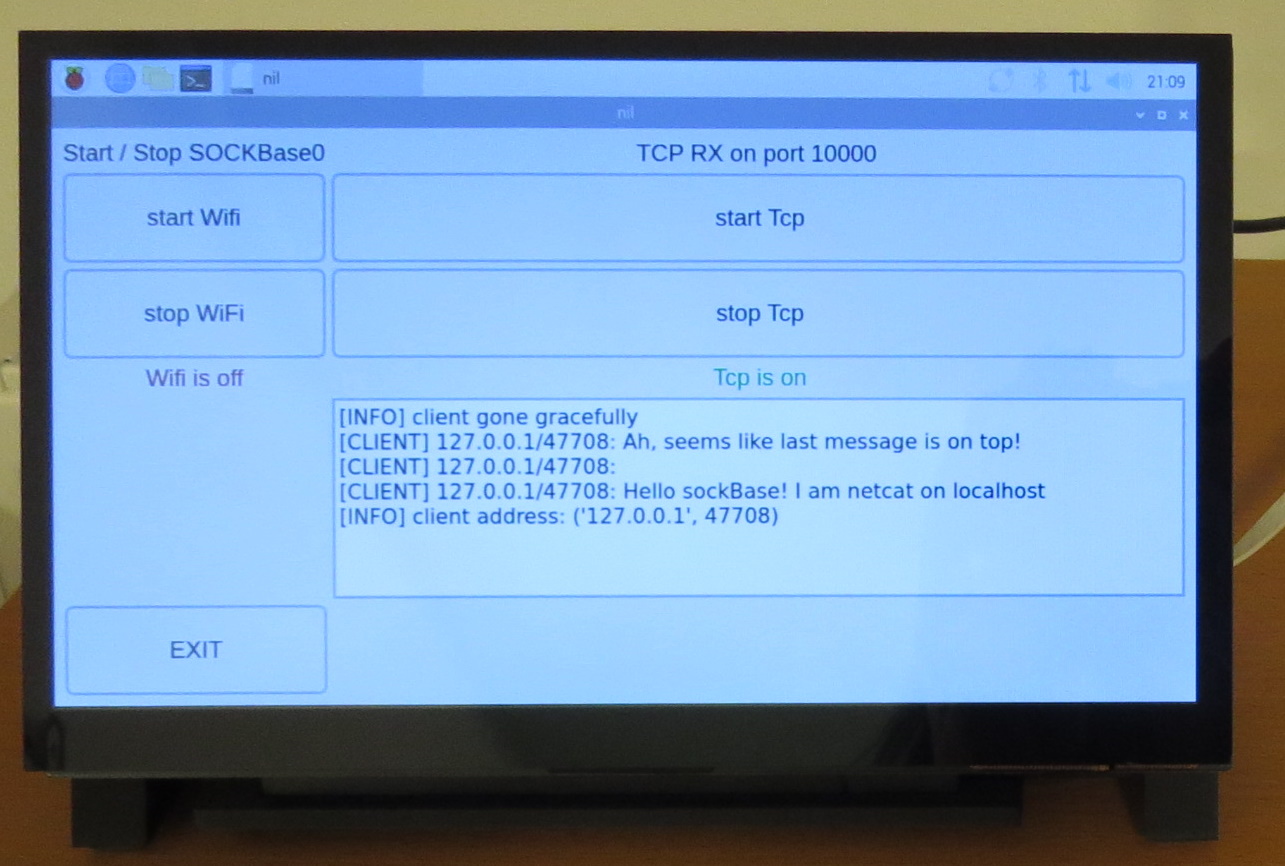 nil
21:09
nil
Start / Stop SOCKBase0
TCP RX on port 10000
start Wifi
start Tcp
stop WiFi
stop Tcp
Wifi is off
Tcp is on
[INFO] client gone gracefully
[CLIENT] 127.0.0.1/47708: Ah, seems like last message is on top!
[CLIENT] 127.0.0.1/47708:
[CLIENT] 127.0.0.1/47708: Hello sockBase! I am netcat on localhost
[INFO] client address: ('127.0.0.1', 47708)
EXIT